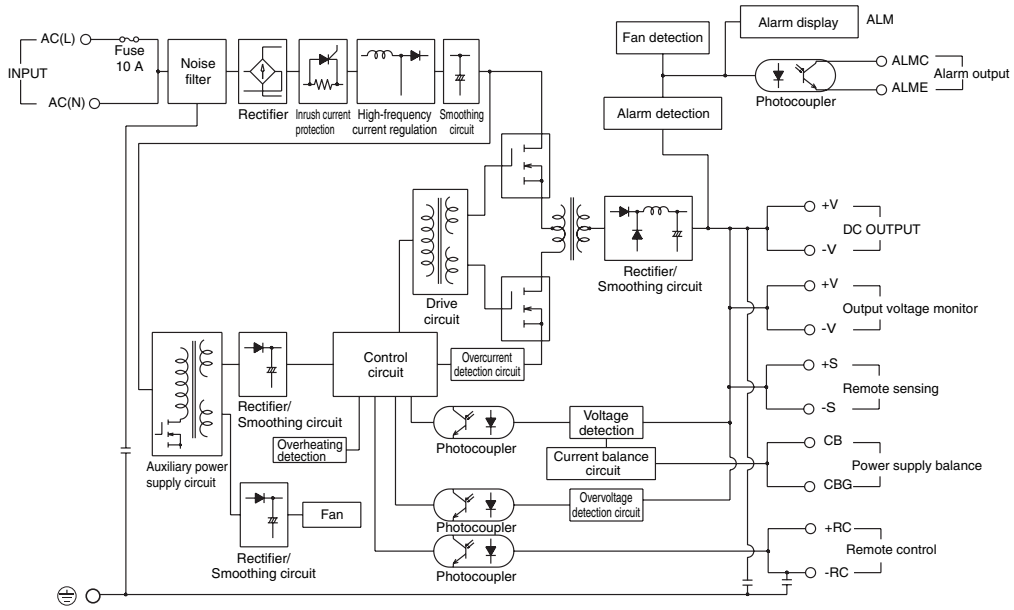 AC(L)
Fuse
10 A
INPUT
AC(N)
Noise
filter
Rectifier
Inrush current
protection
High-frequency
current regulation
Smoothing
circuit
Fan detection
Alarm display
ALM
ALMC
ALME
Alarm output
Photocoupler
Alarm detection
Drive
circuit
Rectifier/
Smoothing circuit
+V
DC OUTPUT
-V
+V
Output voltage monitor
-V
+S
Remote sensing
-S
CB
Power supply balance
CBG
+RC
Remote control
-RC
Control
circuit
Overcurrent
detection circuit
Rectifier/
Smoothing circuit
Overheating
detection
Auxiliary power
supply circuit
Photocoupler
Voltage
detection
Current balance
circuit
Overvoltage
detection circuit
Photocoupler
Photocoupler
Fan
Rectifier/
Smoothing circuit